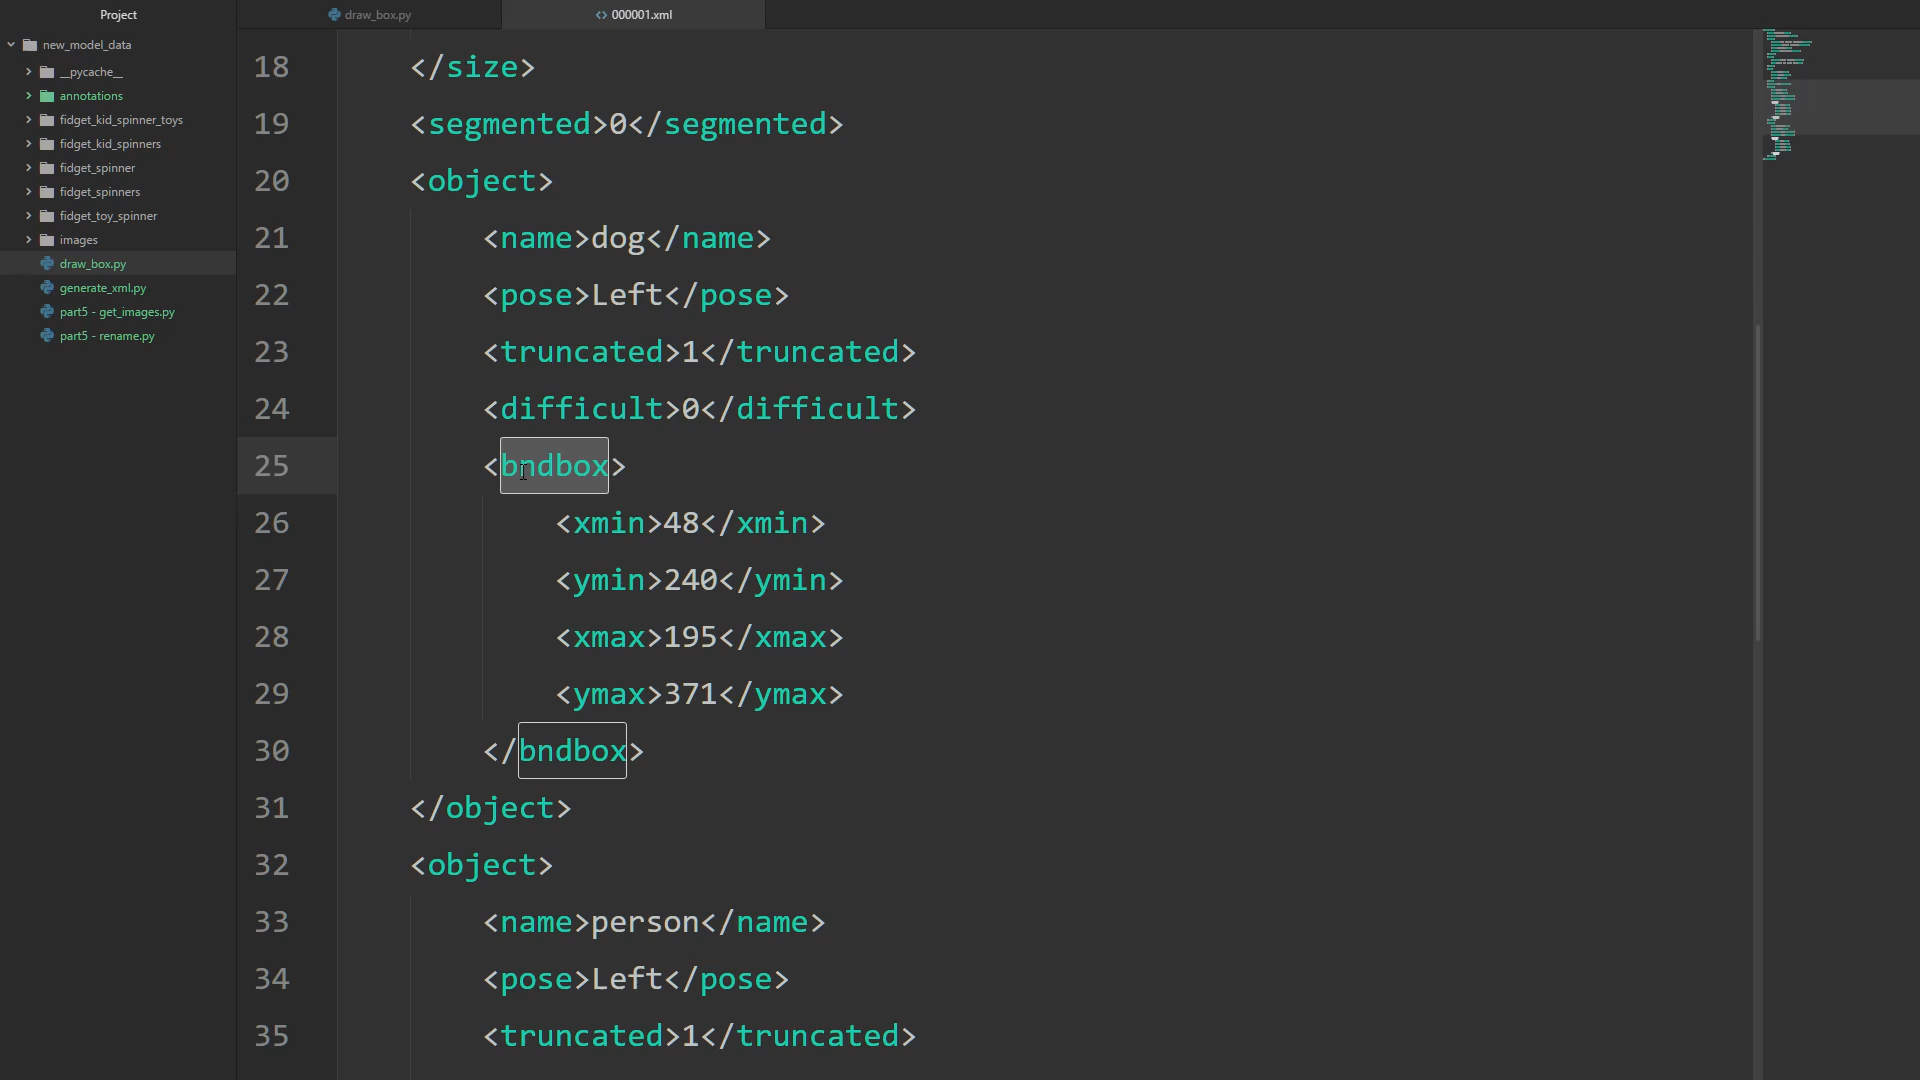 Project
new_model_data
__pycache__
annotations
fidget_kid_spinner_toys
fidget_kid_spinners
fidget_spinner
fidget_spinners
fidget_toy_spinner
images
draw_box.py
generate_xml.py
part5 - get_images.py
part5 - rename.py
draw_box.py
<> 000001.xml
18 </size>
19 <segmented>0</segmented>
20 <object>
21 <name>dog</name>
22 <pose>Left</pose>
23 <truncated>1</truncated>
24 <difficult>0</difficult>
25 <bndbox>
26 <xmin>48</xmin>
27 <ymin>240</ymin>
28 <xmax>195</xmax>
29 <ymax>371</ymax>
30 </bndbox>
31 </object>
32 <object>
33 <name>person</name>
34 <pose>Left</pose>
35 <truncated>1</truncated>